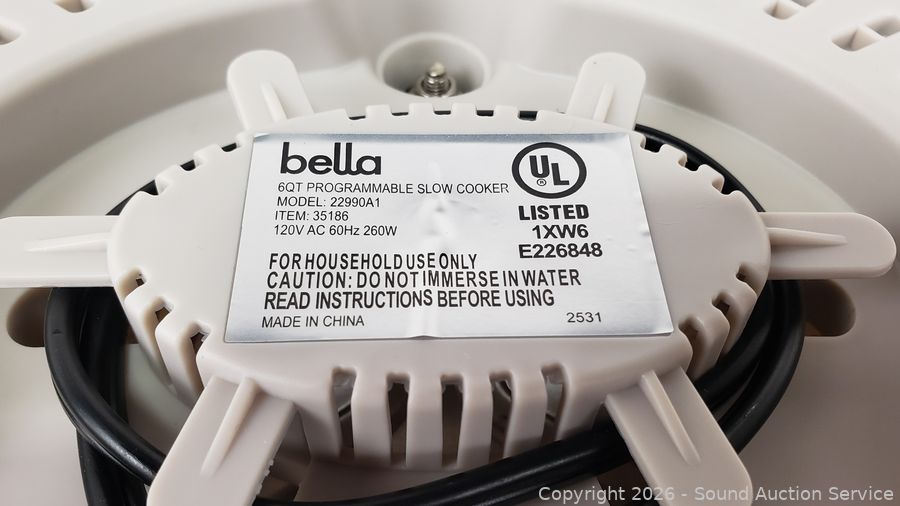 bella
6QT PROGRAMMABLE SLOW COOKER
MODEL: 22990A1
ITEM: 35186
120V AC 60Hz 260W
UL
®
LISTED
1XW6
E226848
FOR HOUSEHOLD USE ONLY
CAUTION: DO NOT IMMERSE IN WATER
READ INSTRUCTIONS BEFORE USING
MADE IN CHINA
2531
Copyright 2026 - Sound Auction Service